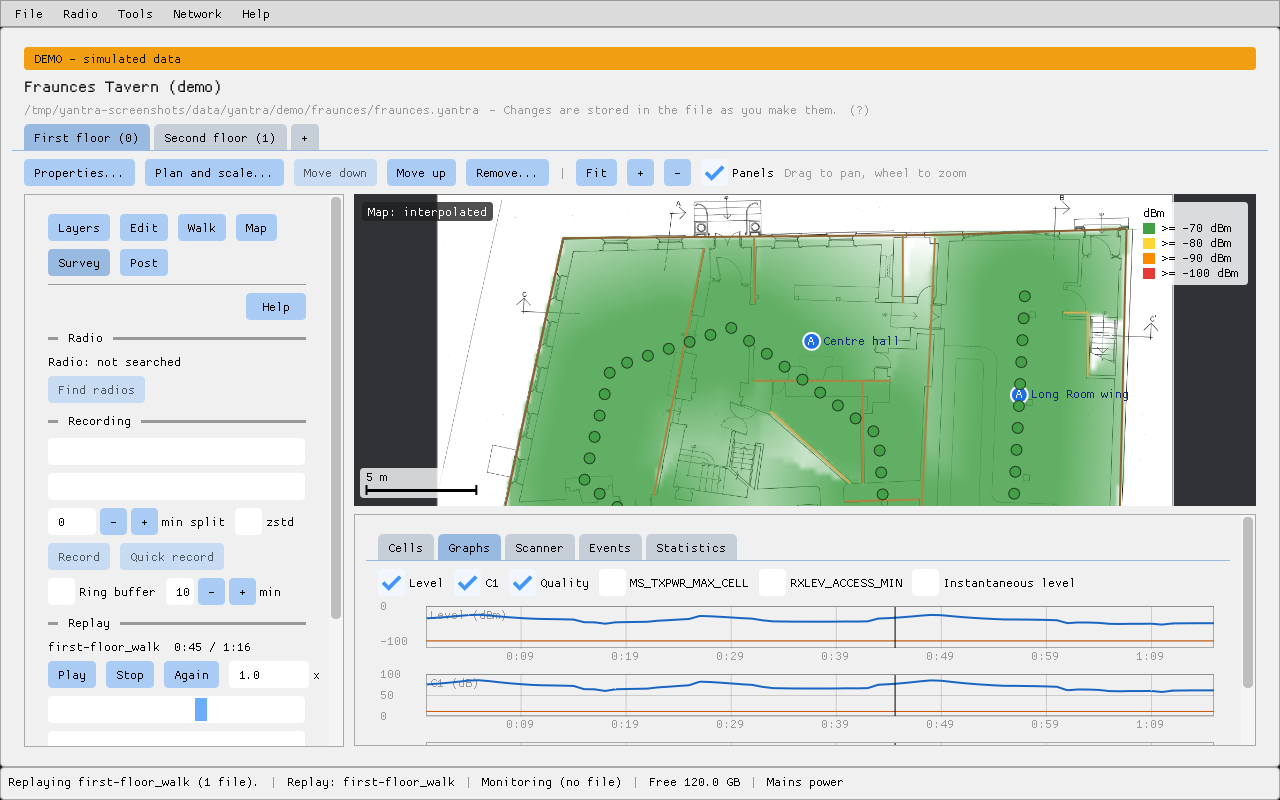 File Radio Tools Network Help
DEMO - simulated data
Fraunces Tavern (demo)
/tmp/yantra-screenshots/data/yantra/demo/fraunces/fraunces.yantra - Changes are stored in the file as you make them. (?)
First floor (0) Second floor (1) +
Properties... Plan and scale... Move down Move up Remove... | Fit + - Panels Drag to pan, wheel to zoom
Layers Edit Walk Map
Survey Post
Help
Radio
Radio: not searched
Find radios
Recording
0 - + min split zstd
Record Quick record
Ring buffer 10 - + min
Replay
first-floor_walk 0:45 / 1:16
Play Stop Again 1.0 x
Map: interpolated
A
B
C
C'
dBm
>= -70 dBm
>= -80 dBm
>= -90 dBm
>= -100 dBm
A Centre hall
A Long Room wing
5 m
Cells Graphs Scanner Events Statistics
Level C1 Quality MS_TXPWR_MAX_CELL RXLEV_ACCESS_MIN Instantaneous level
0
Level (dBm)
-100
0:09 0:19 0:29 0:39 0:49 0:59 1:09
100
C1 (dB)
50
0
0:09 0:19 0:29 0:39 0:49 0:59 1:09
Replaying first-floor_walk (1 file). | Replay: first-floor_walk | Monitoring (no file) | Free 120.0 GB | Mains power